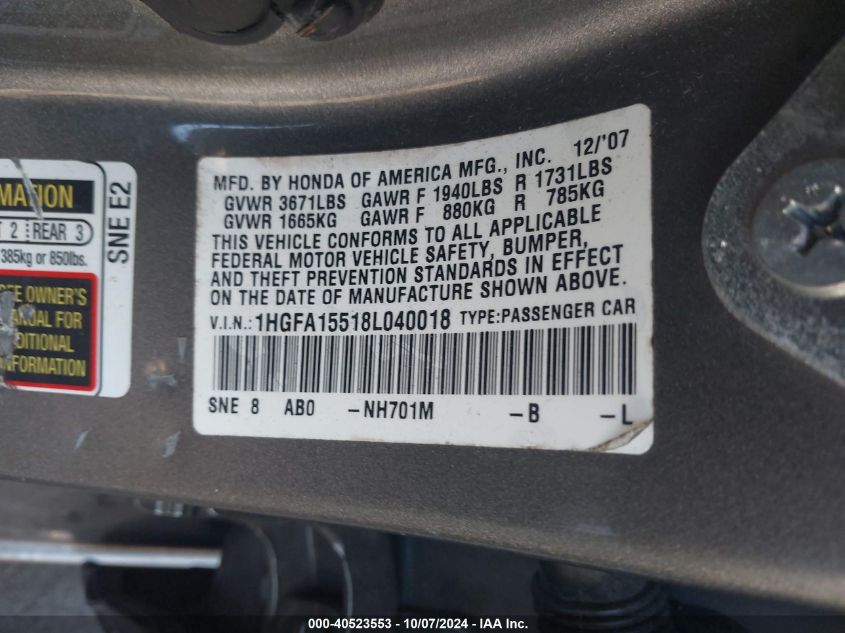 MATION
2 REAR 3
385kg or 850lbs.
OWNER'S
FOR
SNE E2
MFD. BY HONDA OF AMERICA MFG., INC. 12/'07
GVWR 3671LBS GAWR F 1940LBS R 1731LBS
GVWR 1665KG GAWR F 880KG R 785KG
THIS VEHICLE CONFORMS TO ALL APPLICABLE
FEDERAL MOTOR VEHICLE SAFETY, BUMPER,
AND THEFT PREVENTION STANDARDS IN EFFECT
ON THE DATE OF MANUFACTURE SHOWN ABOVE.
V.I.N.: 1HGFA15518L040018 TYPE:PASSENGER CAR
SNE 8 AB0 -NH701M -B -L
000-40523553 - 10/07/2024 - IAA Inc.